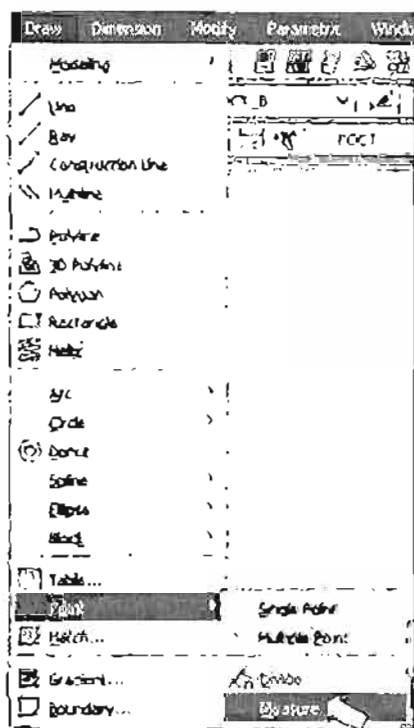 Draw Dimension Modify Parametric Windo
Modeling
Line
Ray
Construction Line
Multiline
Polyline
3D Polyline
Polygon
Rectangle
Helix
Arc
Circle
Donut
Spline
Ellipse
Block
Table...
Point
Single Point
Hatch...
Multiple Point
Gradient...
Divide
Boundary...
Measure